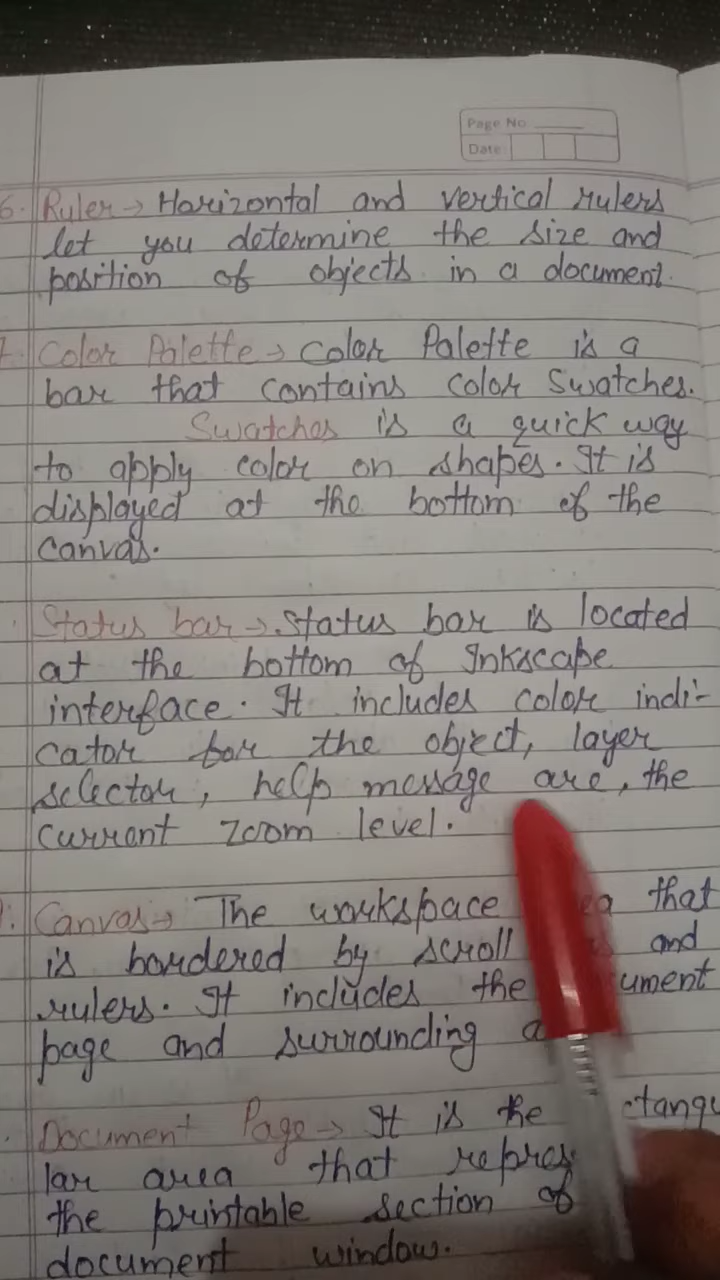 Page No
Date
6. Ruler → Horizontal and vertical rulers
let you determine the size and
position of objects in a document.
7. Color Palette → Color Palette is a
bar that contains color swatches.
Swatches is a quick way
to apply color on shapes. It is
displayed at the bottom of the
canvas.
Status bar → Status bar is located
at the bottom of Inkscape
interface. It includes color indi-
cator for the object, layer
selector, help message are, the
current zoom level.
Canvas → The workspace that
is bordered by scroll and
rulers. It includes the
page and surrounding
Document Page → It is the
lar area that
the printable section of
document window.